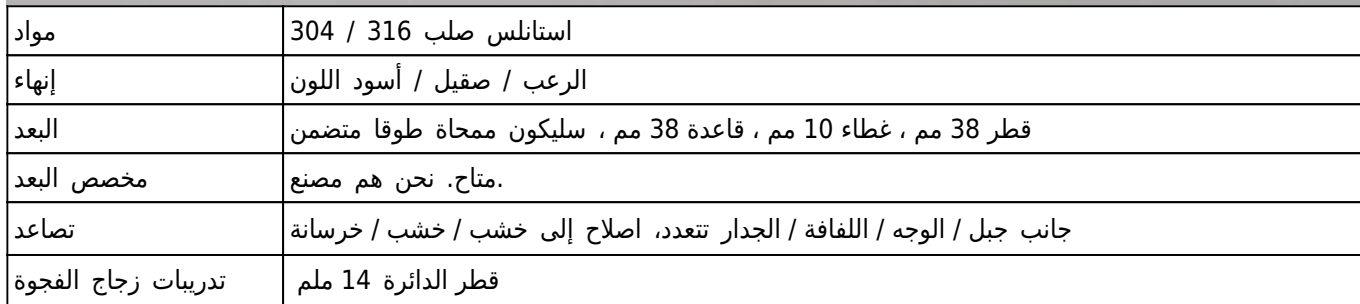 مواد استانلس صلب 316 / 304
إنهاء الرعب / صقيل / أسود اللون
البعد قطر 38 مم ، غطاء 10 مم ، قاعدة 38 مم ، سليكون ممحاة طوقا متضمن
مخصص البعد متاح. نحن هم مصنع.
تصاعد جانب جبل / الوجه / اللفافة / الجدار تتعدد، اصلاح إلى خشب / خشب / خرسانة
تدريبات زجاج الفجوة قطر الدائرة 14 ملم